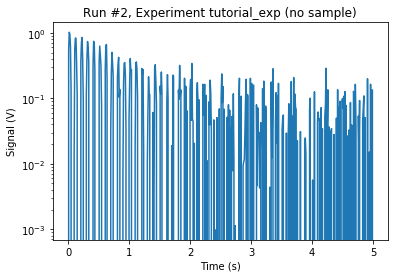 Run #2, Experiment tutorial_exp (no sample)
Signal (V)
10⁰
10⁻¹
10⁻²
10⁻³
0 1 2 3 4 5
Time (s)